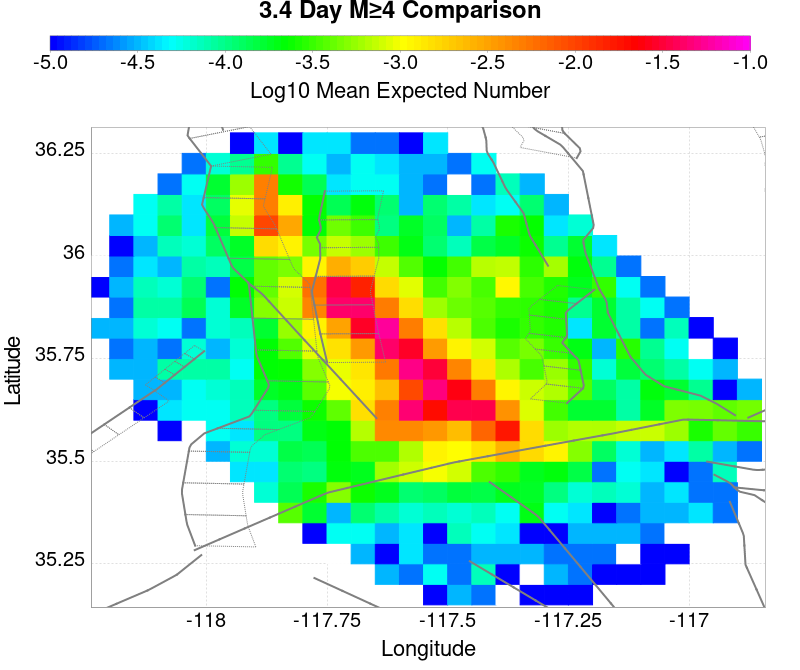 3.4 Day M≥4 Comparison
-5.0 -4.5 -4.0 -3.5 -3.0 -2.5 -2.0 -1.5 -1.0
Log10 Mean Expected Number
36.25
36
35.75
35.5
35.25
Latitude
-118 -117.75 -117.5 -117.25 -117
Longitude